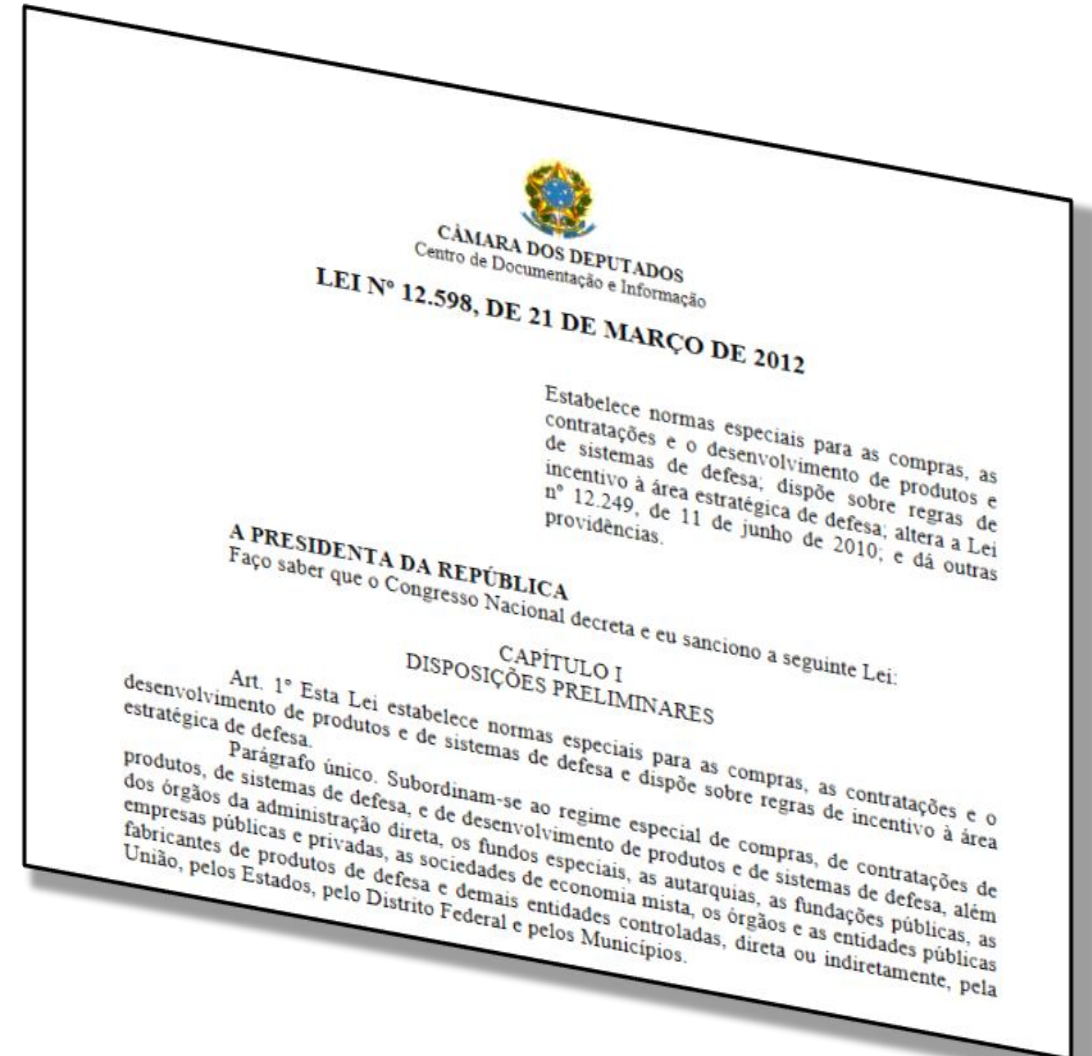 CÂMARA DOS DEPUTADOS
Centro de Documentação e Informação
LEI Nº 12.598, DE 21 DE MARÇO DE 2012
Estabelece normas especiais para as compras, as
contratações e o desenvolvimento de produtos e
de sistemas de defesa; dispõe sobre regras de
incentivo à área estratégica de defesa; altera a Lei
nº 12.249, de 11 de junho de 2010; e dá outras
providências.
A PRESIDENTA DA REPÚBLICA
Faço saber que o Congresso Nacional decreta e eu sanciono a seguinte Lei:
CAPÍTULO I
DISPOSIÇÕES PRELIMINARES
Art. 1º Esta Lei estabelece normas especiais para as compras, as contratações e o
desenvolvimento de produtos e de sistemas de defesa e dispõe sobre regras de incentivo à área
estratégica de defesa.
Parágrafo único. Subordinam-se ao regime especial de compras, de contratações de
produtos, de sistemas de defesa, e de desenvolvimento de produtos e de sistemas de defesa, além
dos órgãos da administração direta, os fundos especiais, as autarquias, as fundações públicas, as
empresas públicas e privadas, as sociedades de economia mista, os órgãos e as entidades públicas
fabricantes de produtos de defesa e demais entidades controladas, direta ou indiretamente, pela
União, pelos Estados, pelo Distrito Federal e pelos Municípios.